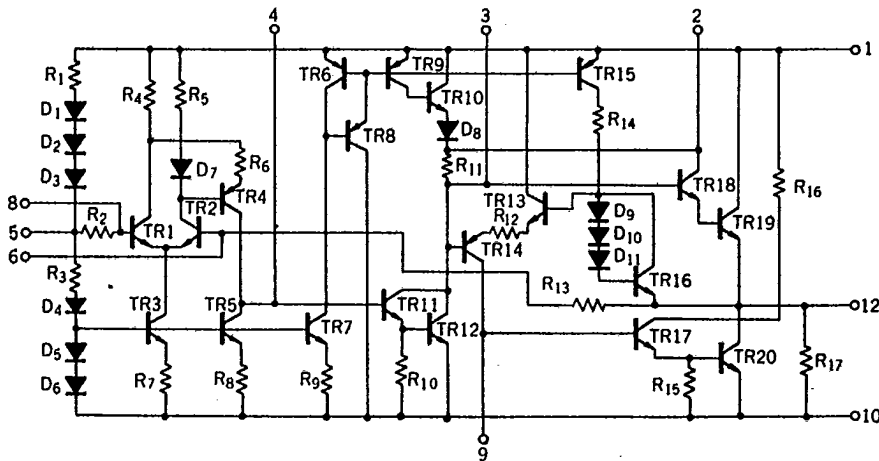 4
3
2
1
R1
D1
D2
D3
R4
R5
D7
R6
TR4
TR6
TR8
TR9
TR10
D8
R11
TR15
R14
TR18
TR19
R16
8
5
6
R2
TR1
TR2
TR13
R12
TR14
D9
D10
D11
TR16
R3
D4
D5
D6
TR3
R7
TR5
R8
TR7
R9
TR11
TR12
R10
R13
TR17
R15
TR20
R17
12
10
9